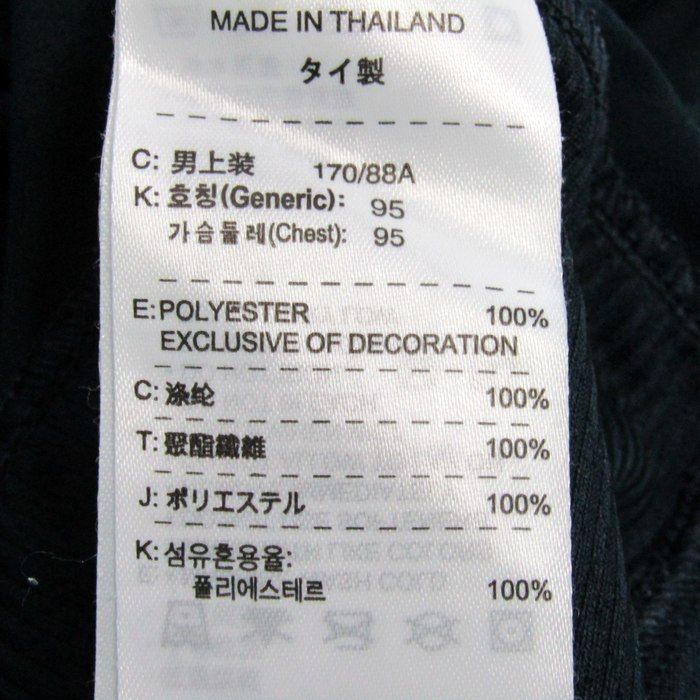 MADE IN THAILAND
タイ製
C: 男上装 170/88A
K: 호칭(Generic): 95
가슴둘레(Chest): 95
E: POLYESTER 100%
EXCLUSIVE OF DECORATION
C: 涤纶 100%
T: 聚酯纖維 100%
J: ポリエステル 100%
K: 섬유혼용율:
폴리에스테르 100%